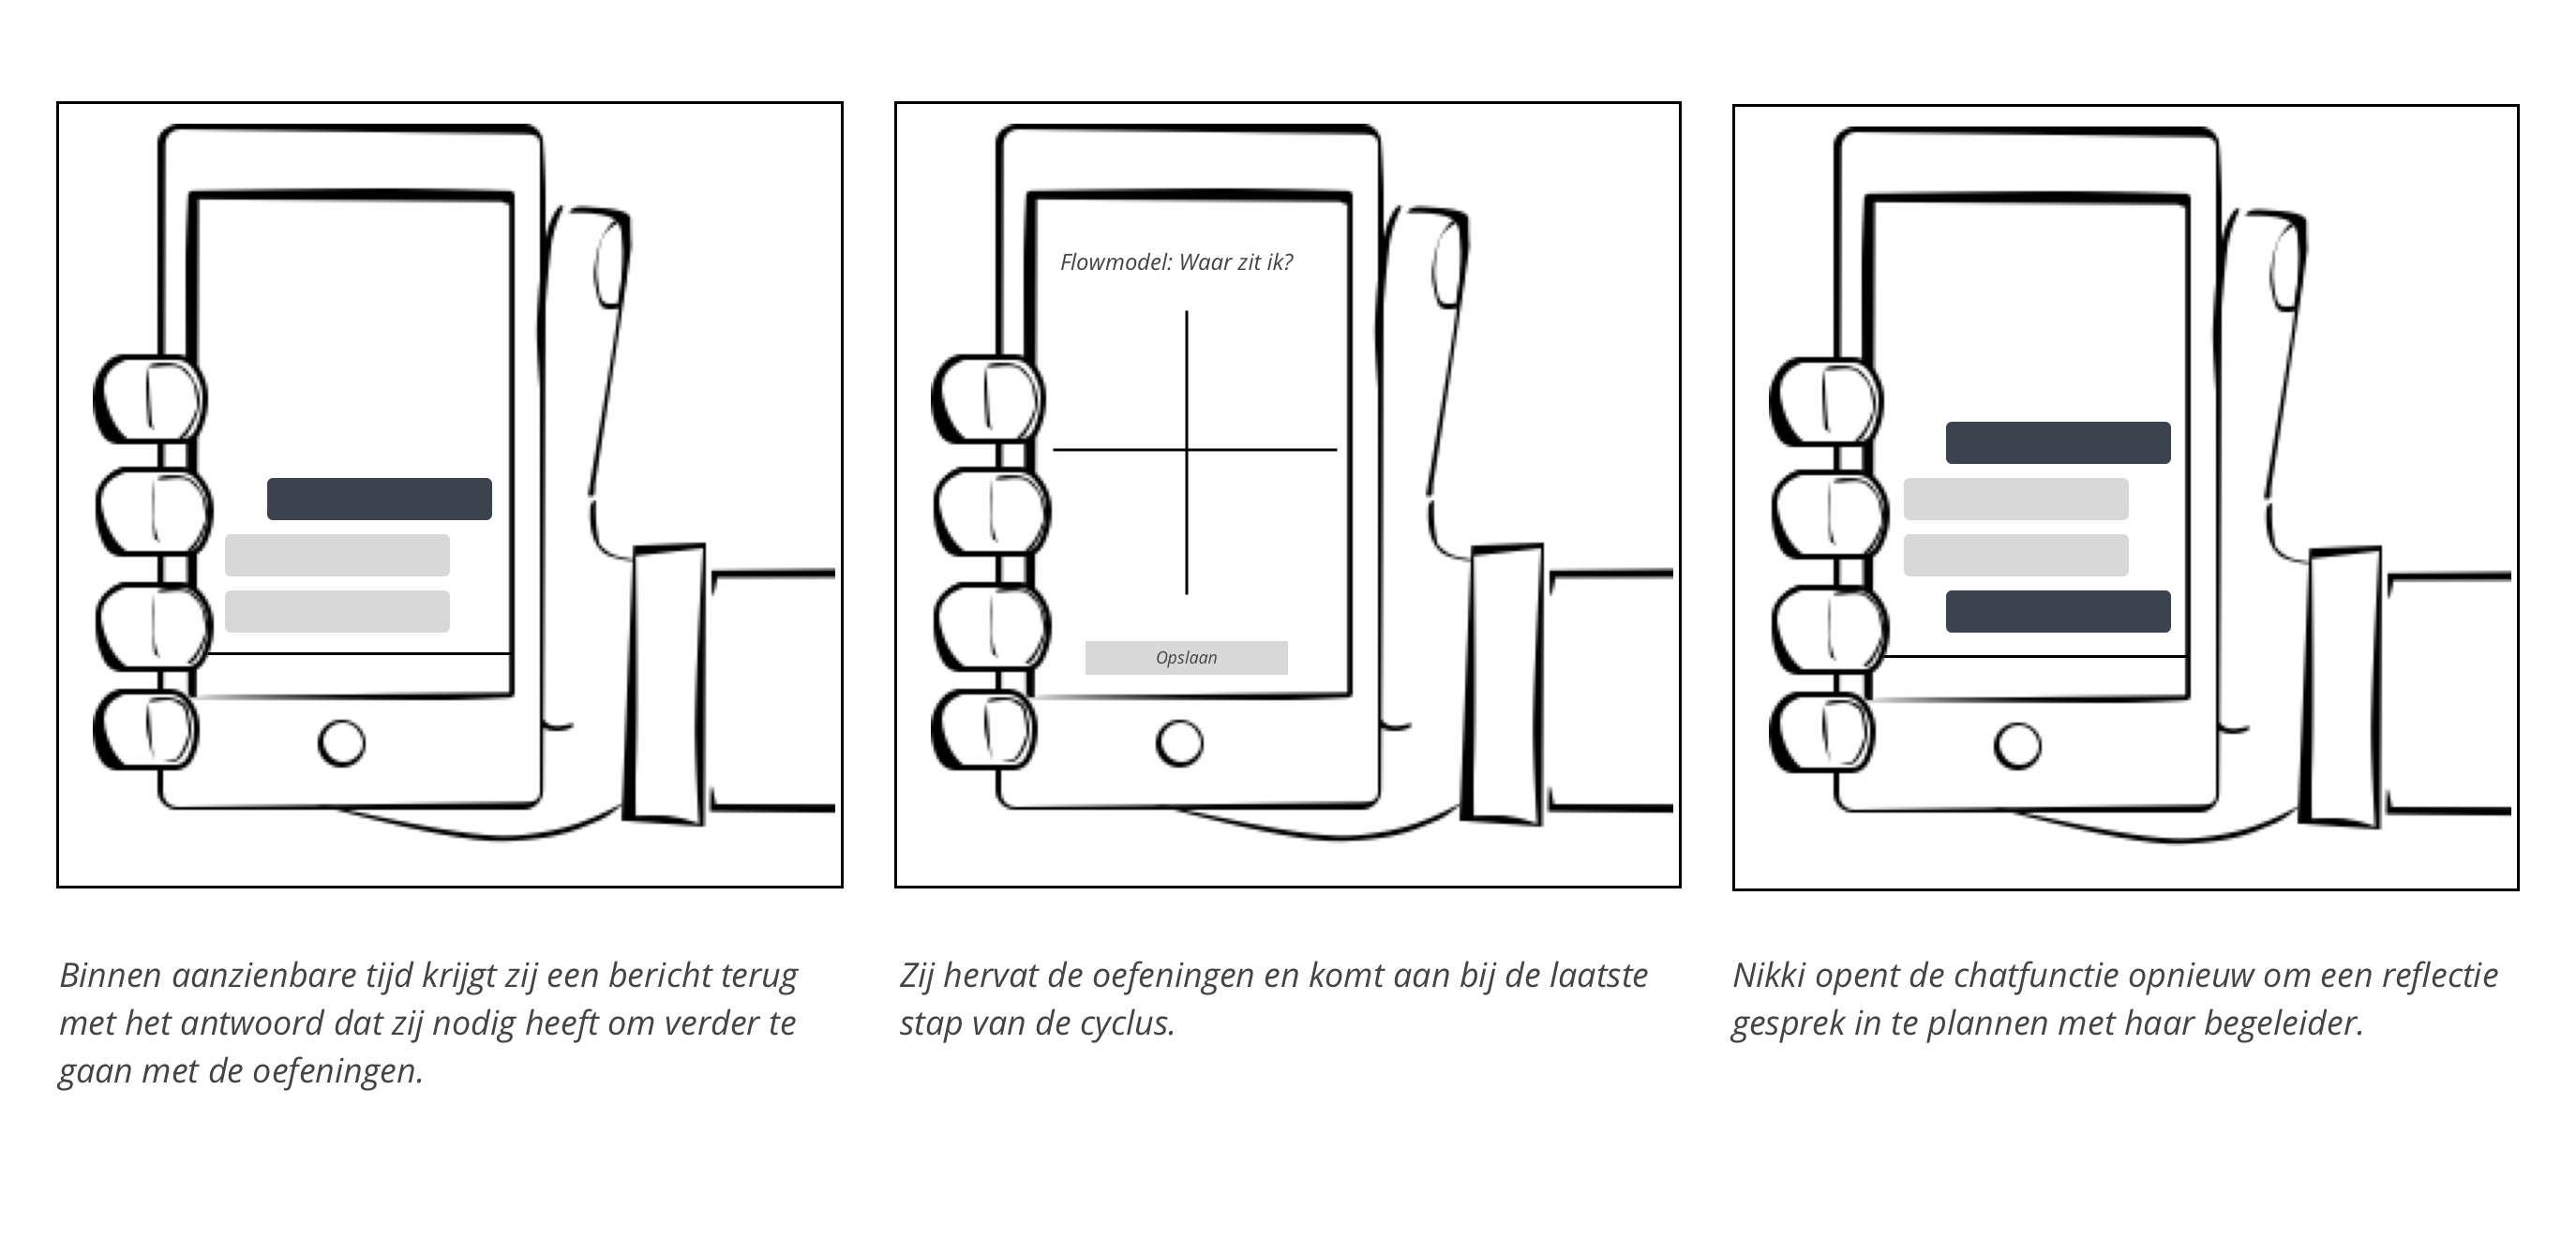 Flowmodel: Waar zit ik?
Opslaan
Binnen aanzienbare tijd krijgt zij een bericht terug
met het antwoord dat zij nodig heeft om verder te
gaan met de oefeningen.
Zij hervat de oefeningen en komt aan bij de laatste
stap van de cyclus.
Nikki opent de chatfunctie opnieuw om een reflectie
gesprek in te plannen met haar begeleider.